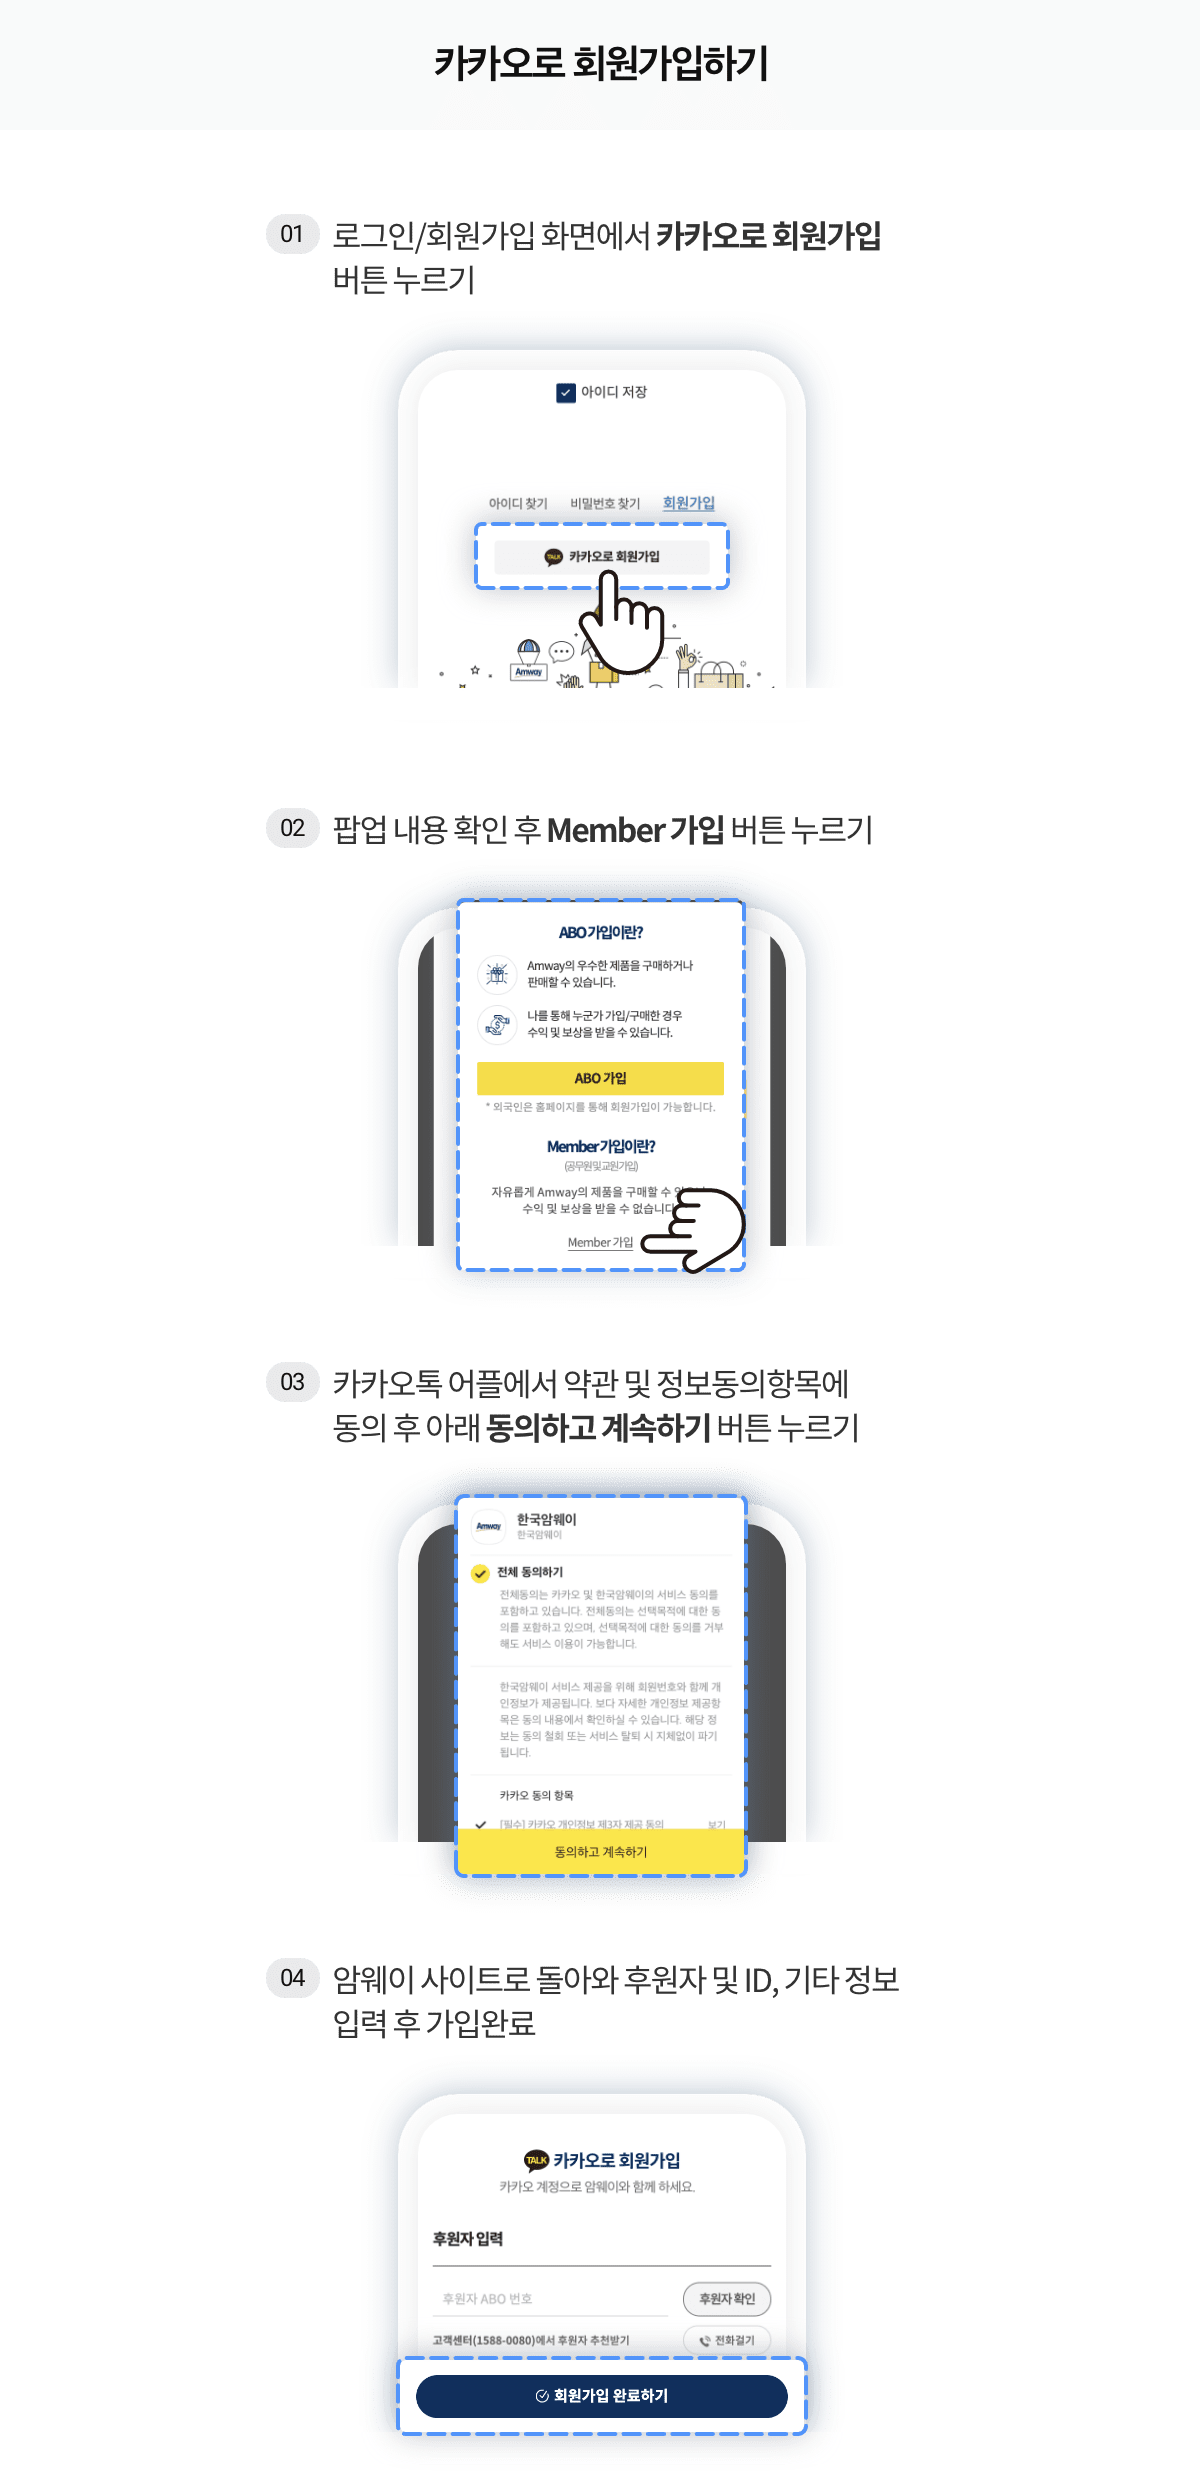 카카오로 회원가입하기
01 로그인/회원가입 화면에서 카카오로 회원가입
버튼 누르기
아이디 저장
아이디 찾기 비밀번호 찾기 회원가입
TALK 카카오로 회원가입
Amway
02 팝업 내용 확인 후 Member 가입 버튼 누르기
ABO 가입이란?
Amway의 우수한 제품을 구매하거나
판매할 수 있습니다.
나를 통해 누군가 가입/구매한 경우
수익 및 보상을 받을 수 있습니다.
ABO 가입
* 외국인은 홈페이지를 통해 회원가입이 가능합니다.
Member 가입이란?
(공무원 및 교원 가입)
자유롭게 Amway의 제품을 구매할 수
수익 및 보상을 받을 수 없습니다
Member 가입
03 카카오톡 어플에서 약관 및 정보동의항목에
동의 후 아래 동의하고 계속하기 버튼 누르기
Amway 한국암웨이
한국암웨이
전체 동의하기
전체동의는 카카오 및 한국암웨이의 서비스 동의를
포함하고 있습니다. 전체동의는 선택목적에 대한 동
의를 포함하고 있으며, 선택목적에 대한 동의를 거부
해도 서비스 이용이 가능합니다.
한국암웨이 서비스 제공을 위해 회원번호와 함께 개
인정보가 제공됩니다. 보다 자세한 개인정보 제공항
목은 동의 내용에서 확인하실 수 있습니다. 해당 정
보는 동의 철회 또는 서비스 탈퇴 시 지체없이 파기
됩니다.
카카오 동의 항목
[필수] 카카오 개인정보 제3자 제공 동의 보기
동의하고 계속하기
04 암웨이 사이트로 돌아와 후원자 및 ID, 기타 정보
입력 후 가입완료
TALK 카카오로 회원가입
카카오 계정으로 암웨이와 함께 하세요.
후원자 입력
후원자 ABO 번호 후원자 확인
고객센터(1588-0080)에서 후원자 추천받기 전화걸기
회원가입 완료하기